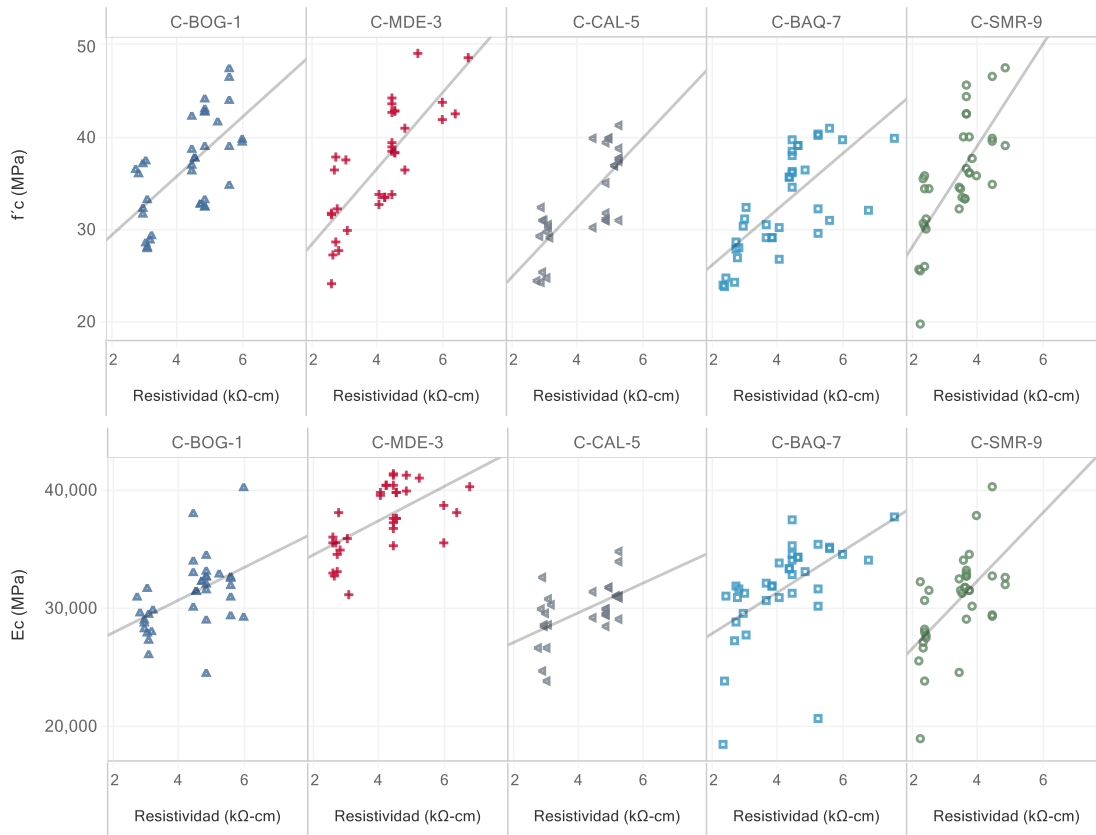 C-BOG-1 C-MDE-3 C-CAL-5 C-BAQ-7 C-SMR-9
50
40
30
20
f´c (MPa)
2 4 6 2 4 6 2 4 6 2 4 6 2 4 6
Resistividad (kΩ-cm) Resistividad (kΩ-cm) Resistividad (kΩ-cm) Resistividad (kΩ-cm) Resistividad (kΩ-cm)
C-BOG-1 C-MDE-3 C-CAL-5 C-BAQ-7 C-SMR-9
40,000
30,000
20,000
Ec (MPa)
2 4 6 2 4 6 2 4 6 2 4 6 2 4 6
Resistividad (kΩ-cm) Resistividad (kΩ-cm) Resistividad (kΩ-cm) Resistividad (kΩ-cm) Resistividad (kΩ-cm)